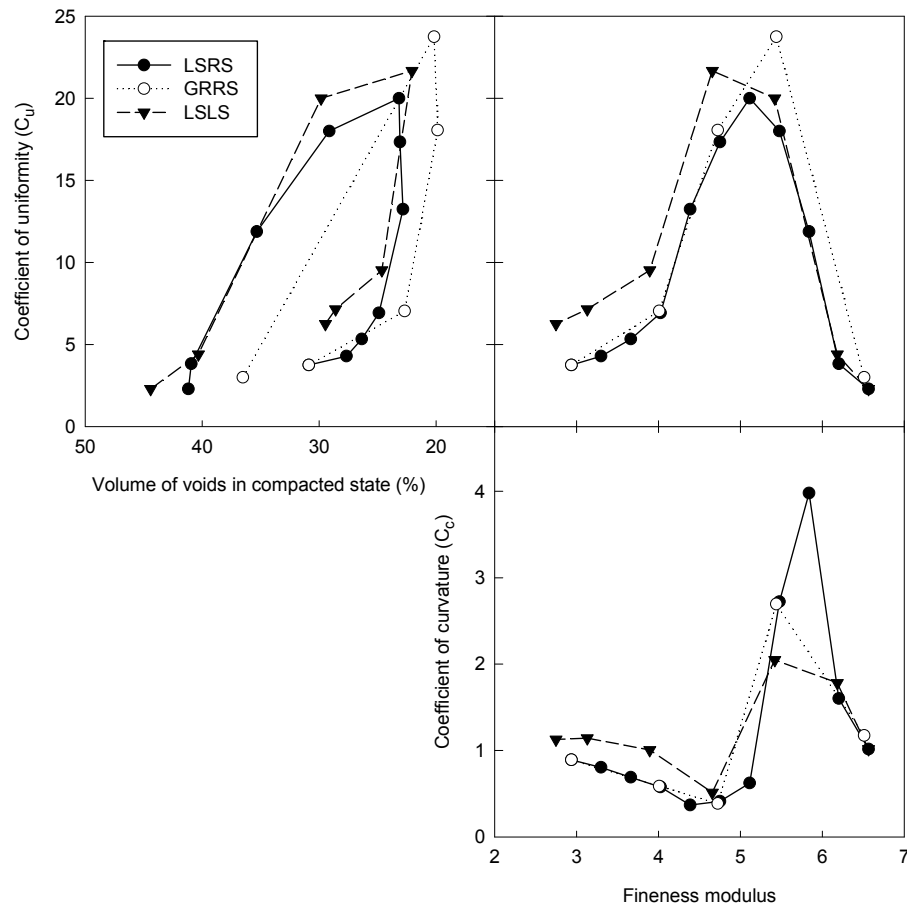 25
20
15
10
5
0
Coefficient of uniformity (Cu)
LSRS
GRRS
LSLS
50 40 30 20
Volume of voids in compacted state (%)
4
3
2
1
0
Coefficient of curvature (Cc)
2 3 4 5 6 7
Fineness modulus